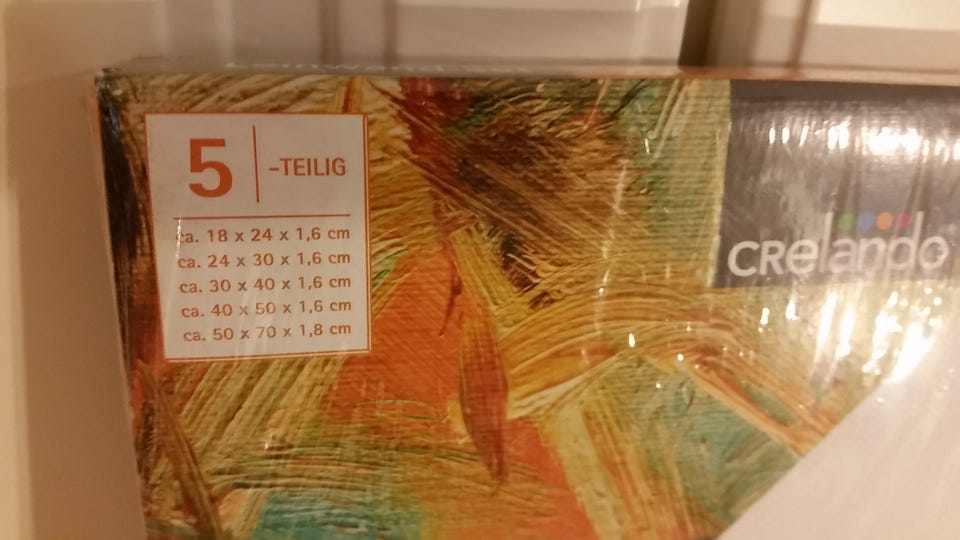 5 -TEILIG
ca. 18 x 24 x 1,6 cm
ca. 24 x 30 x 1,6 cm
ca. 30 x 40 x 1,6 cm
ca. 40 x 50 x 1,6 cm
ca. 50 x 70 x 1,8 cm
CRelando